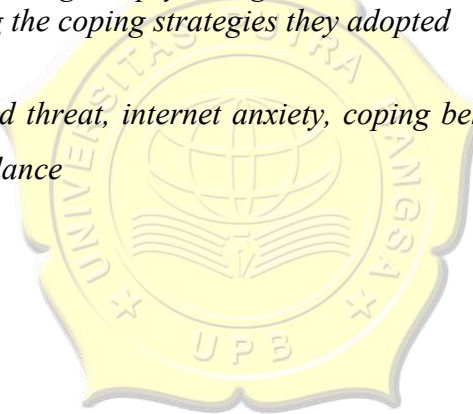 g the coping strategies they adopted
d threat, internet anxiety, coping be
dance
UNIVERSITAS PUTRA BANGSA
UPB